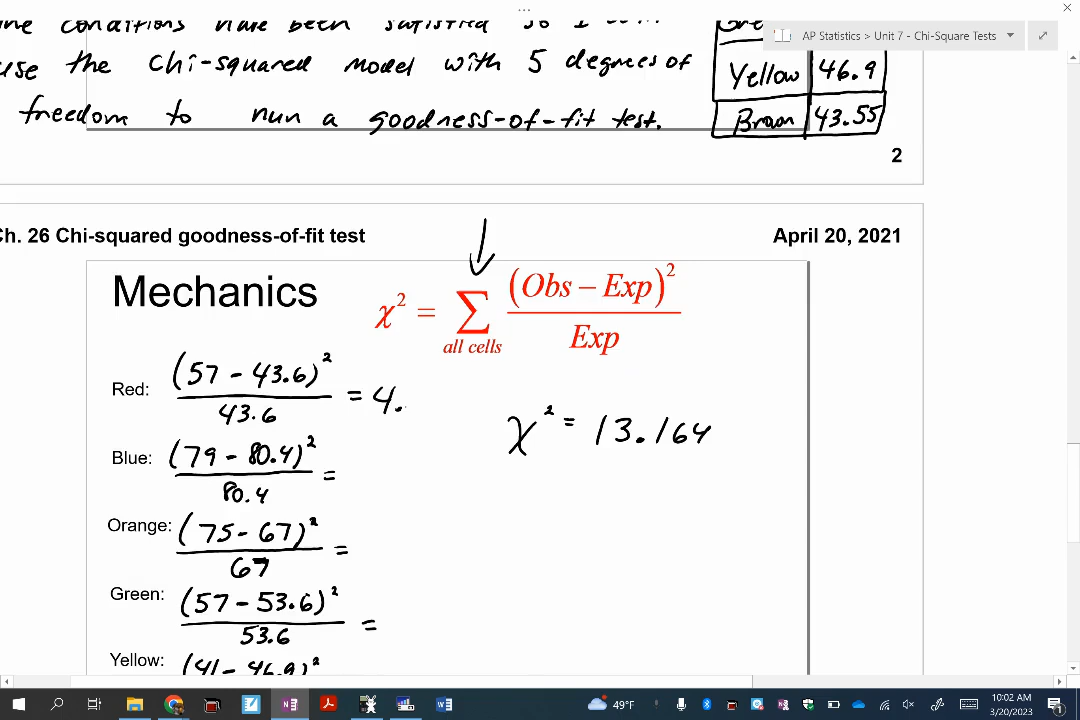 conditions have been satisfied so I
AP Statistics > Unit 7 - Chi-Square Tests
use the Chi-squared model with 5 degrees of
Yellow 46.9
freedom to run a goodness-of-fit test.
Brown 43.55
2
Ch. 26 Chi-squared goodness-of-fit test
April 20, 2021
Mechanics
χ² = ∑ (Obs – Exp)² / Exp
all cells
Red: (57 - 43.6)² / 43.6 = 4.
χ² = 13.164
Blue: (79 - 80.4)² / 80.4 =
Orange: (75 - 67)² / 67 =
Green: (57 - 53.6)² / 53.6 =
Yellow: (41 - 46.9)²
49°F
10:02 AM
3/20/2023